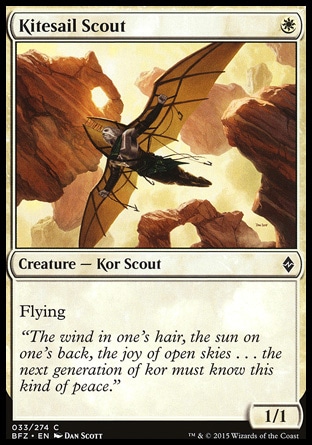 Kitesail Scout
Creature — Kor Scout
Flying
“The wind in one’s hair, the sun on
one’s back, the joy of open skies . . . the
next generation of kor must know this
kind of peace.”
1/1
033/274 C
BFZ • EN Dan Scott
™ & © 2015 Wizards of the Coast